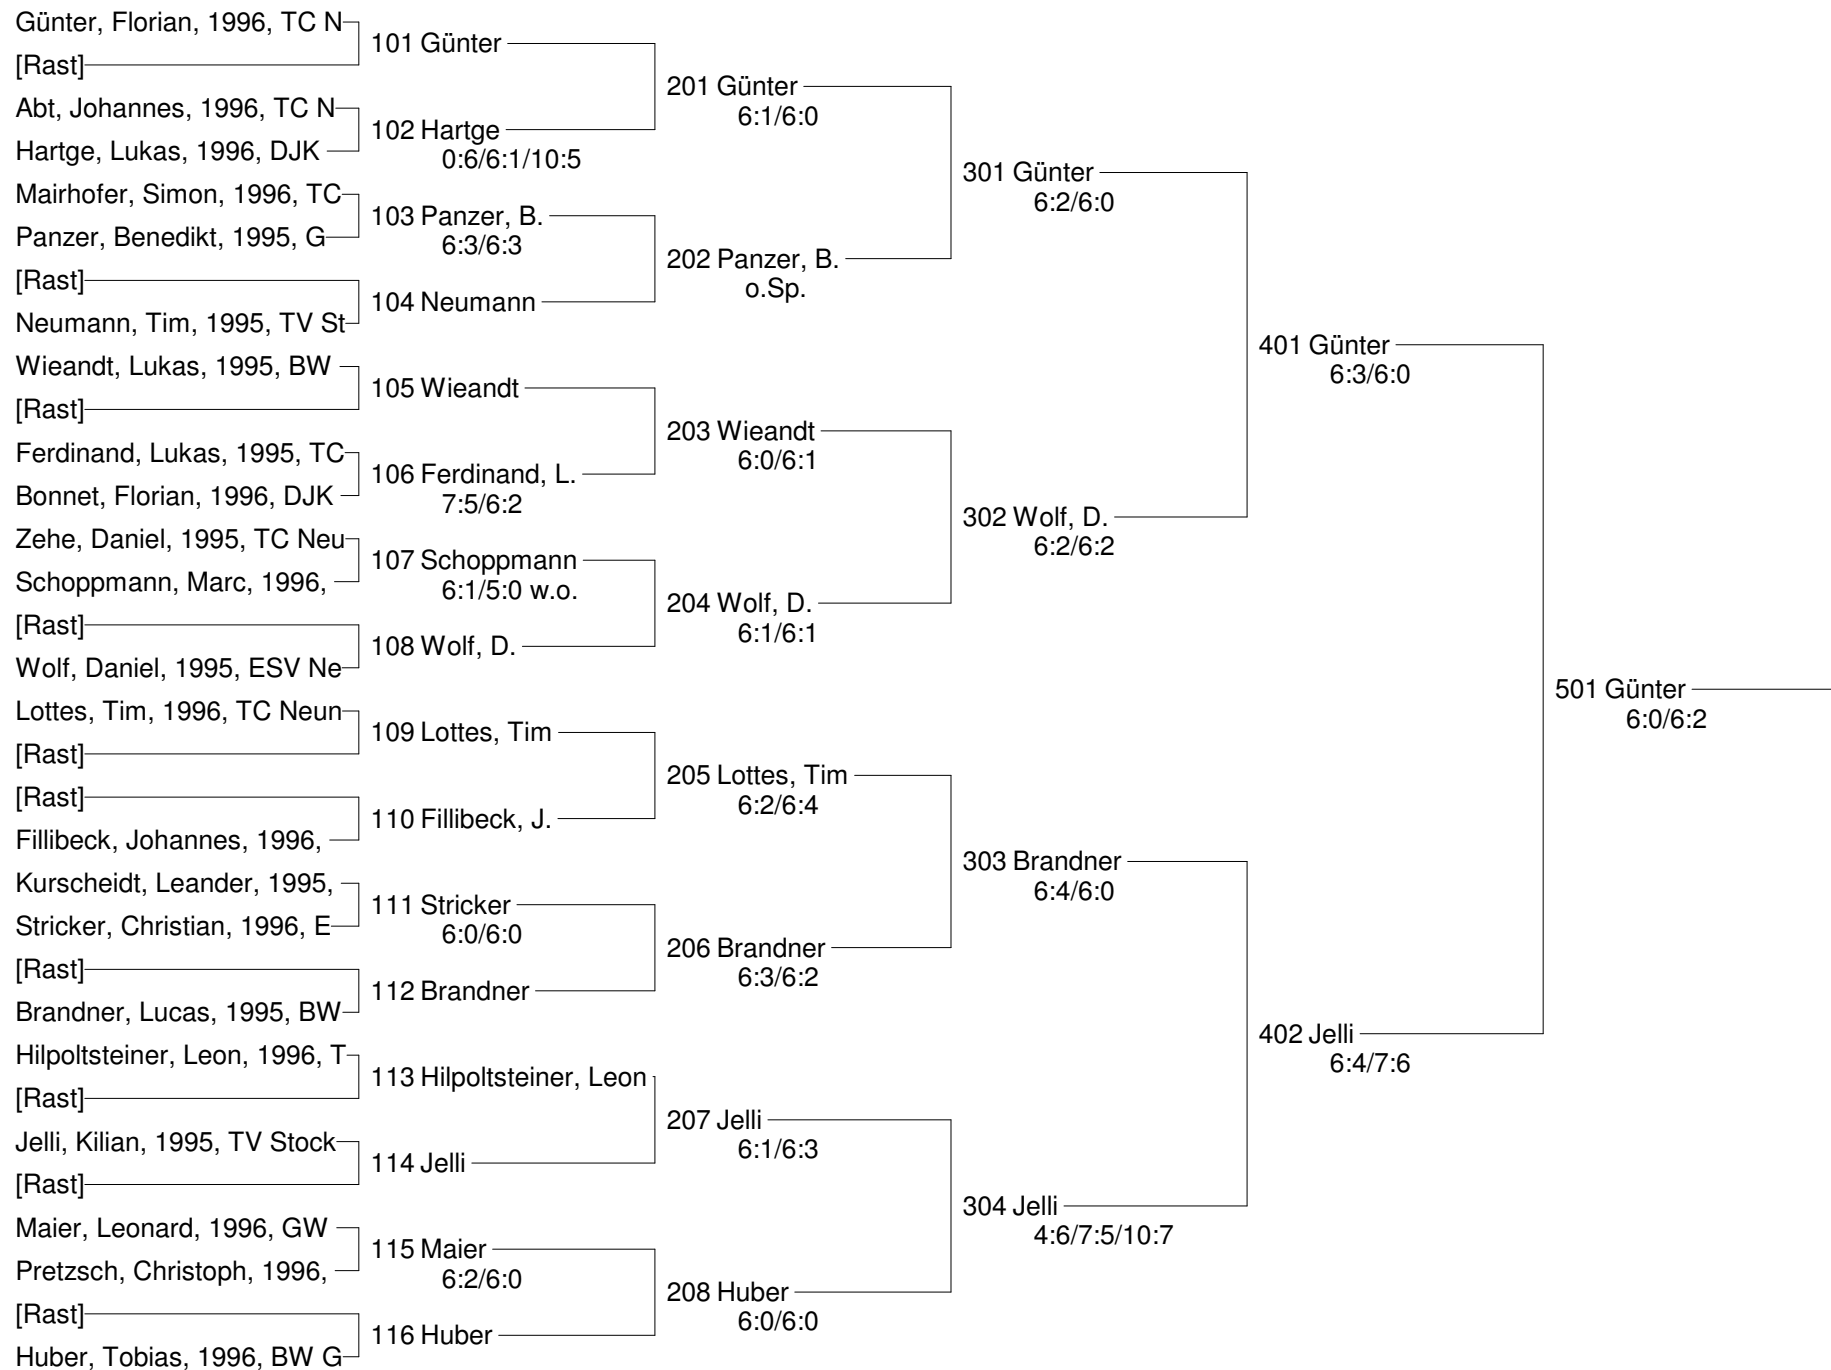 Günter, Florian, 1996, TC N
[Rast]
Abt, Johannes, 1996, TC N
Hartge, Lukas, 1996, DJK
Mairhofer, Simon, 1996, TC
Panzer, Benedikt, 1995, G
[Rast]
Neumann, Tim, 1995, TV St
Wieandt, Lukas, 1995, BW
[Rast]
Ferdinand, Lukas, 1995, TC
Bonnet, Florian, 1996, DJK
Zehe, Daniel, 1995, TC Neu
Schoppmann, Marc, 1996,
[Rast]
Wolf, Daniel, 1995, ESV Ne
Lottes, Tim, 1996, TC Neun
[Rast]
[Rast]
Fillibeck, Johannes, 1996,
Kurscheidt, Leander, 1995,
Stricker, Christian, 1996, E
[Rast]
Brandner, Lucas, 1995, BW
Hilpoltsteiner, Leon, 1996, T
[Rast]
Jelli, Kilian, 1995, TV Stock
[Rast]
Maier, Leonard, 1996, GW
Pretzsch, Christoph, 1996,
[Rast]
Huber, Tobias, 1996, BW G
101 Günter
102 Hartge
0:6/6:1/10:5
103 Panzer, B.
6:3/6:3
104 Neumann
105 Wieandt
106 Ferdinand, L.
7:5/6:2
107 Schoppmann
6:1/5:0 w.o.
108 Wolf, D.
109 Lottes, Tim
110 Fillibeck, J.
111 Stricker
6:0/6:0
112 Brandner
113 Hilpoltsteiner, Leon
114 Jelli
115 Maier
6:2/6:0
116 Huber
201 Günter
6:1/6:0
202 Panzer, B.
o.Sp.
203 Wieandt
6:0/6:1
204 Wolf, D.
6:1/6:1
205 Lottes, Tim
6:2/6:4
206 Brandner
6:3/6:2
207 Jelli
6:1/6:3
208 Huber
6:0/6:0
301 Günter
6:2/6:0
302 Wolf, D.
6:2/6:2
303 Brandner
6:4/6:0
304 Jelli
4:6/7:5/10:7
401 Günter
6:3/6:0
402 Jelli
6:4/7:6
501 Günter
6:0/6:2